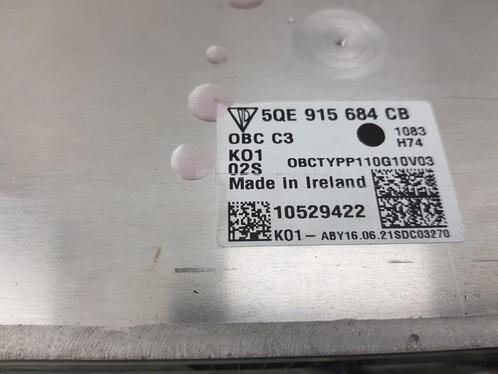 5QE 915 684 CB
OBC C3
1083
H74
K01
02S
OBCTYPP110G10V03
Made in Ireland
10529422
K01- ABY16.06.21SDC03270